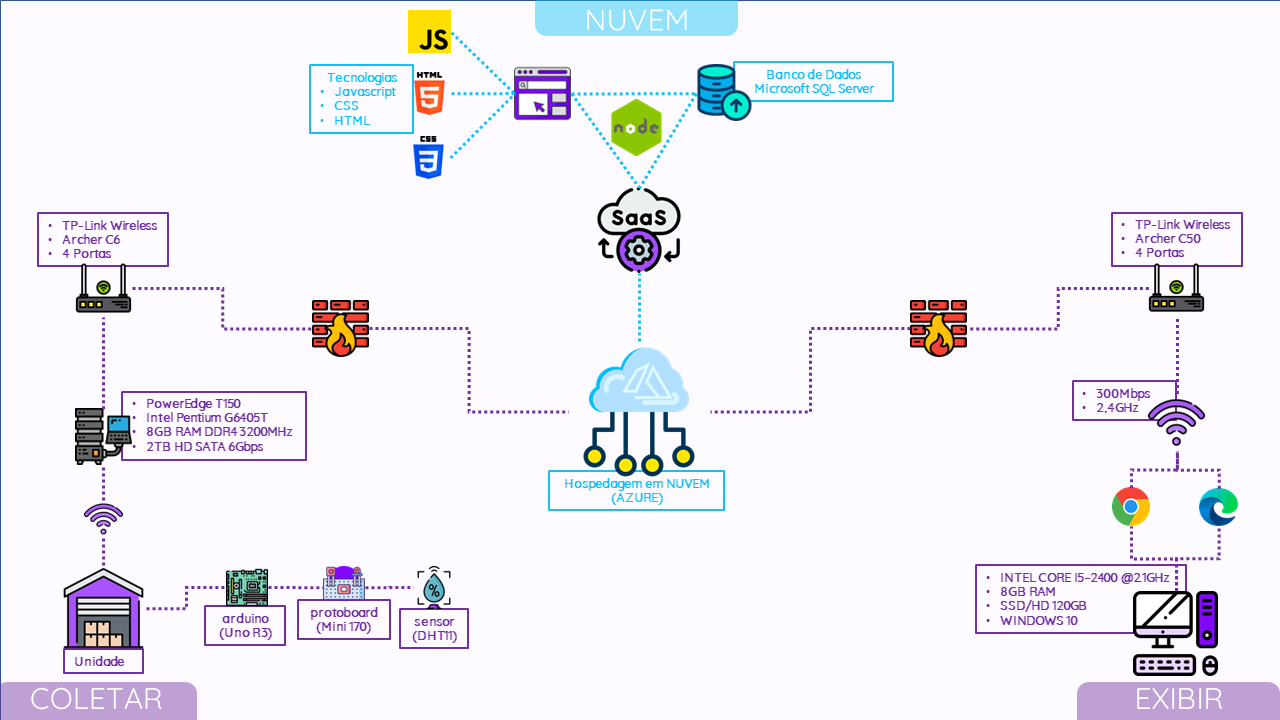 NUVEM
JS
Tecnologias
• Javascript
• CSS
• HTML
HTML
5
CSS
3
node
Banco de Dados
Microsoft SQL Server
SaaS
• TP-Link Wireless
• Archer C6
• 4 Portas
• TP-Link Wireless
• Archer C50
• 4 Portas
• PowerEdge T150
• Intel Pentium G6405T
• 8GB RAM DDR4 3200MHz
• 2TB HD SATA 6Gbps
• 300Mbps
• 2,4GHz
Hospedagem em NUVEM
(AZURE)
arduino
(Uno R3)
protoboard
(Mini 170)
%
sensor
(DHT11)
Unidade
• INTEL CORE I5-2400 @2.1GHz
• 8GB RAM
• SSD/HD 120GB
• WINDOWS 10
COLETAR
EXIBIR